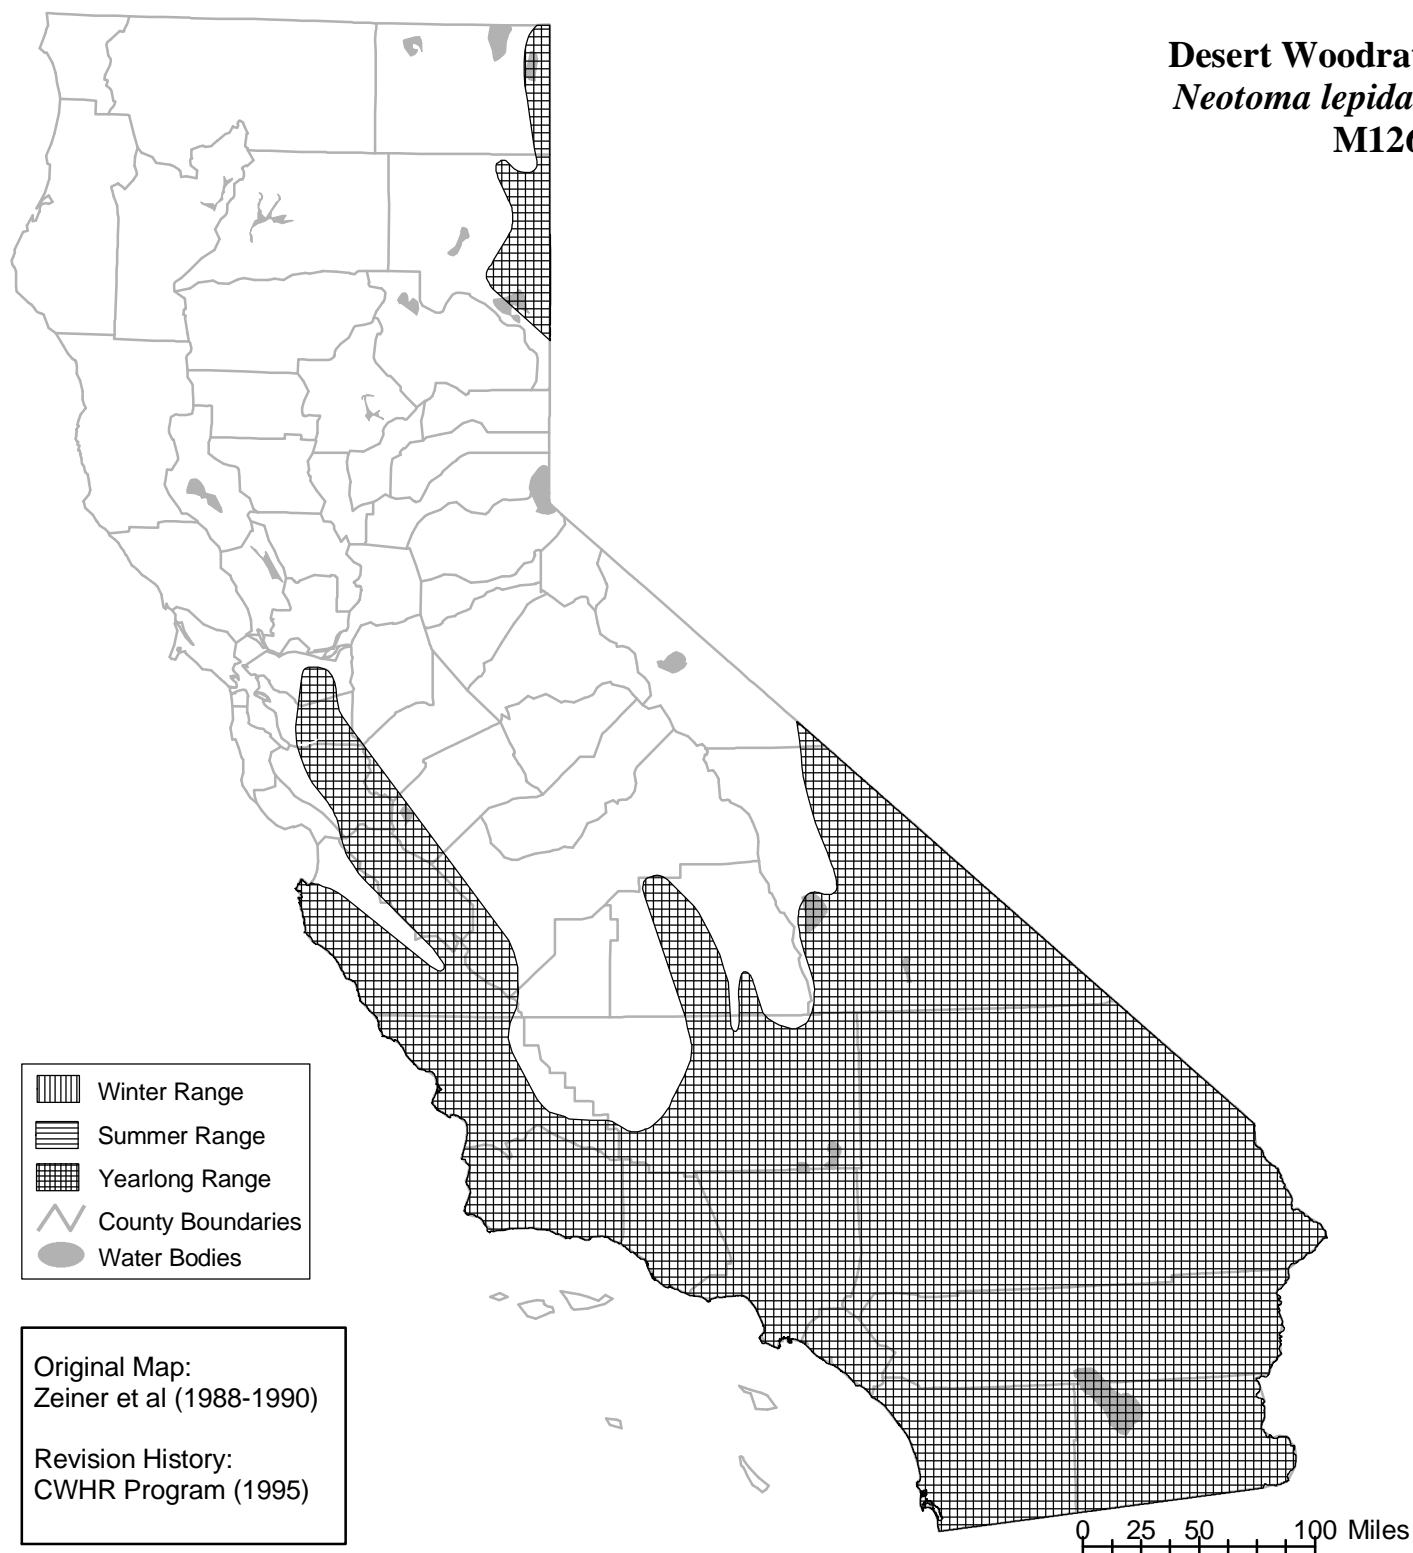 Desert Woodrat
Neotoma lepida
M126
Winter Range
Summer Range
Yearlong Range
County Boundaries
Water Bodies
Original Map:
Zeiner et al (1988-1990)
Revision History:
CWHR Program (1995)
0 25 50 100 Miles